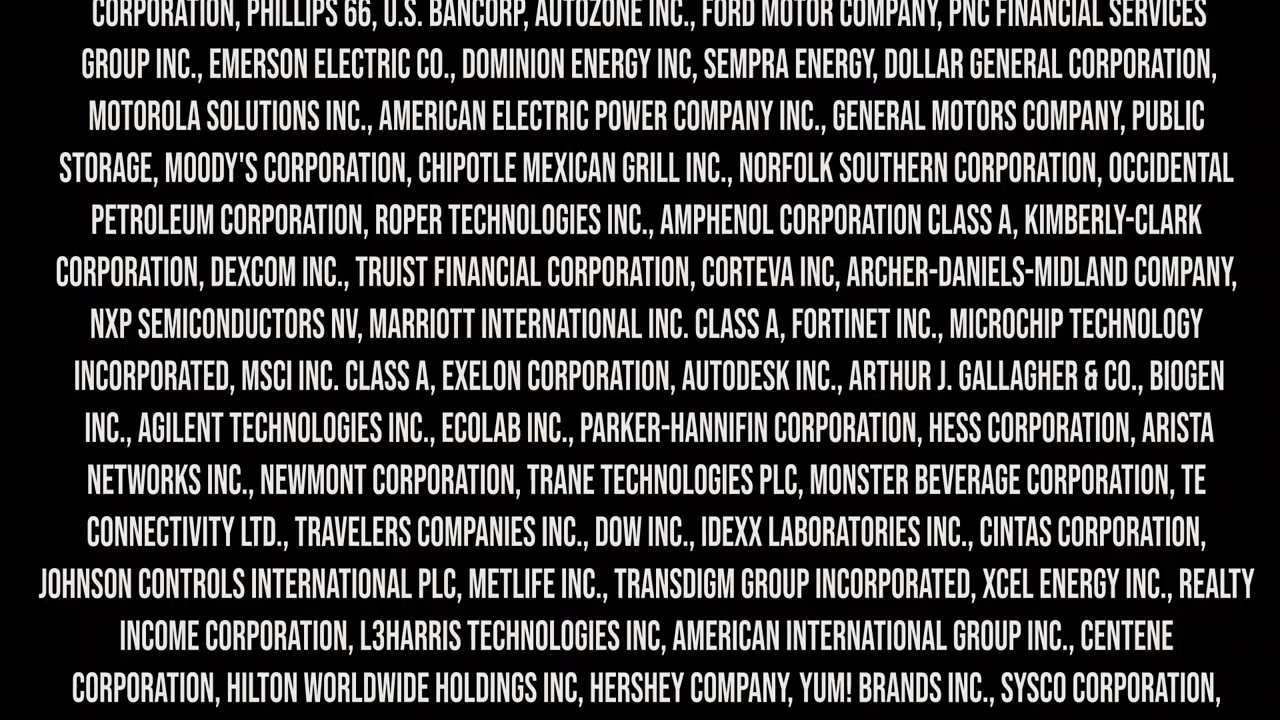 CORPORATION, PHILLIPS 66, U.S. BANCORP, AUTOZONE INC., FORD MOTOR COMPANY, PNC FINANCIAL SERVICES
GROUP INC., EMERSON ELECTRIC CO., DOMINION ENERGY INC, SEMPRA ENERGY, DOLLAR GENERAL CORPORATION,
MOTOROLA SOLUTIONS INC., AMERICAN ELECTRIC POWER COMPANY INC., GENERAL MOTORS COMPANY, PUBLIC
STORAGE, MOODY'S CORPORATION, CHIPOTLE MEXICAN GRILL INC., NORFOLK SOUTHERN CORPORATION, OCCIDENTAL
PETROLEUM CORPORATION, ROPER TECHNOLOGIES INC., AMPHENOL CORPORATION CLASS A, KIMBERLY-CLARK
CORPORATION, DEXCOM INC., TRUIST FINANCIAL CORPORATION, CORTEVA INC, ARCHER-DANIELS-MIDLAND COMPANY,
NXP SEMICONDUCTORS NV, MARRIOTT INTERNATIONAL INC. CLASS A, FORTINET INC., MICROCHIP TECHNOLOGY
INCORPORATED, MSCI INC. CLASS A, EXELON CORPORATION, AUTODESK INC., ARTHUR J. GALLAGHER & CO., BIOGEN
INC., AGILENT TECHNOLOGIES INC., ECOLAB INC., PARKER-HANNIFIN CORPORATION, HESS CORPORATION, ARISTA
NETWORKS INC., NEWMONT CORPORATION, TRANE TECHNOLOGIES PLC, MONSTER BEVERAGE CORPORATION, TE
CONNECTIVITY LTD., TRAVELERS COMPANIES INC., DOW INC., IDEXX LABORATORIES INC., CINTAS CORPORATION,
JOHNSON CONTROLS INTERNATIONAL PLC, METLIFE INC., TRANSDIGM GROUP INCORPORATED, XCEL ENERGY INC., REALTY
INCOME CORPORATION, L3HARRIS TECHNOLOGIES INC, AMERICAN INTERNATIONAL GROUP INC., CENTENE
CORPORATION, HILTON WORLDWIDE HOLDINGS INC, HERSHEY COMPANY, YUM! BRANDS INC., SYSCO CORPORATION,